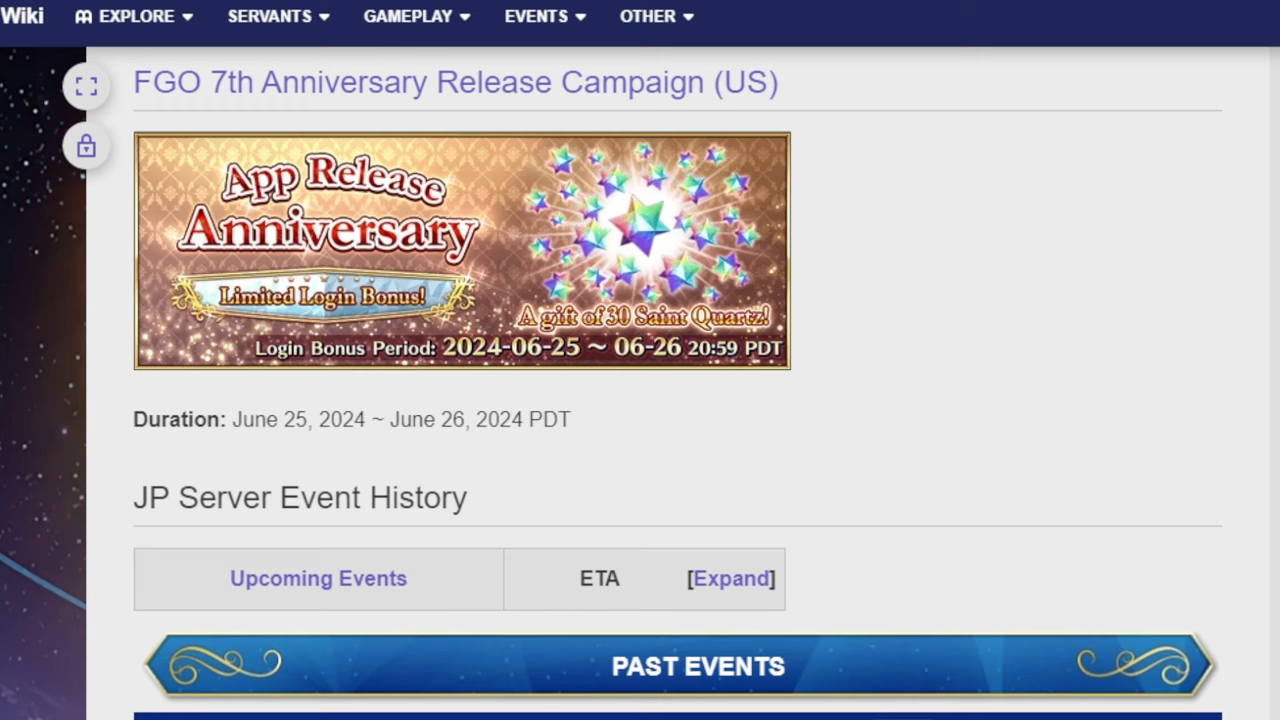 Wiki EXPLORE SERVANTS GAMEPLAY EVENTS OTHER
FGO 7th Anniversary Release Campaign (US)
App Release
Anniversary
Limited Login Bonus!
A gift of 30 Saint Quartz!
Login Bonus Period: 2024-06-25 ~ 06-26 20:59 PDT
Duration: June 25, 2024 ~ June 26, 2024 PDT
JP Server Event History
Upcoming Events ETA [Expand]
PAST EVENTS